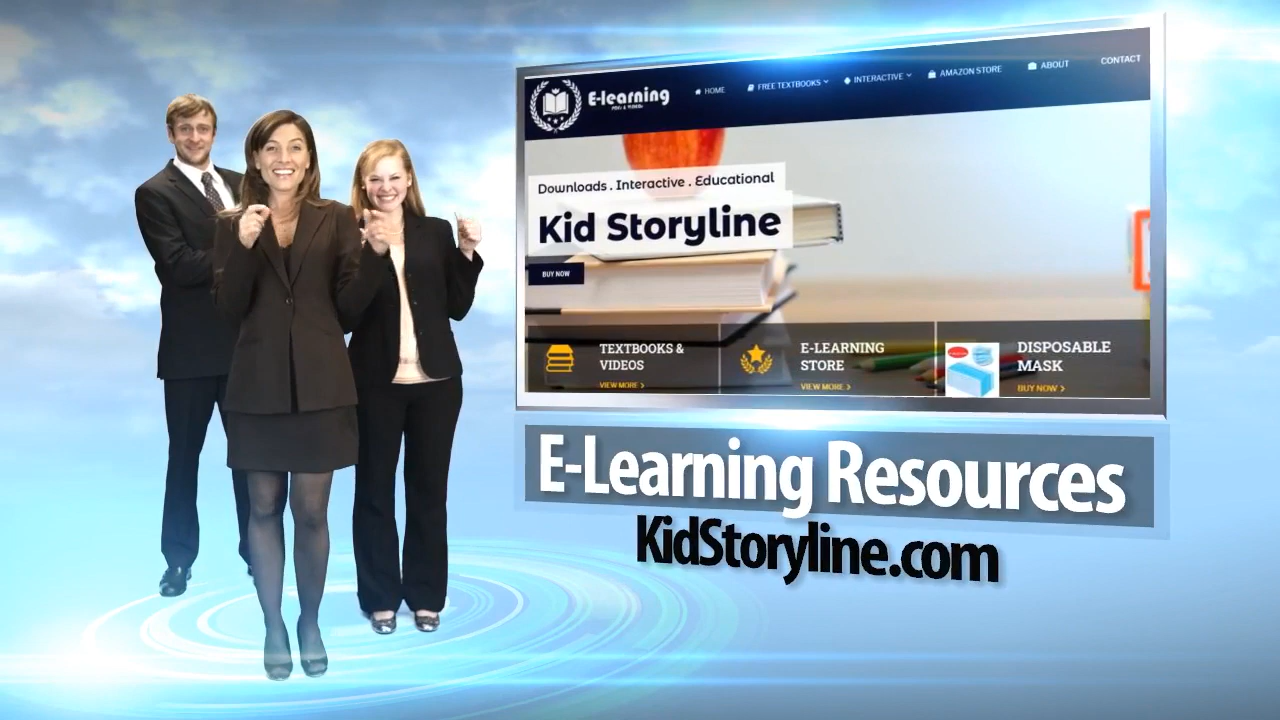 E-learning
HOME
FREE TEXTBOOKS
INTERACTIVE
AMAZON STORE
ABOUT
CONTACT
Downloads . Interactive . Educational
Kid Storyline
BUY NOW
TEXTBOOKS &
VIDEOS
VIEW MORE >
E-LEARNING
STORE
VIEW MORE >
DISPOSABLE
MASK
BUY NOW >
E-Learning Resources
KidStoryline.com